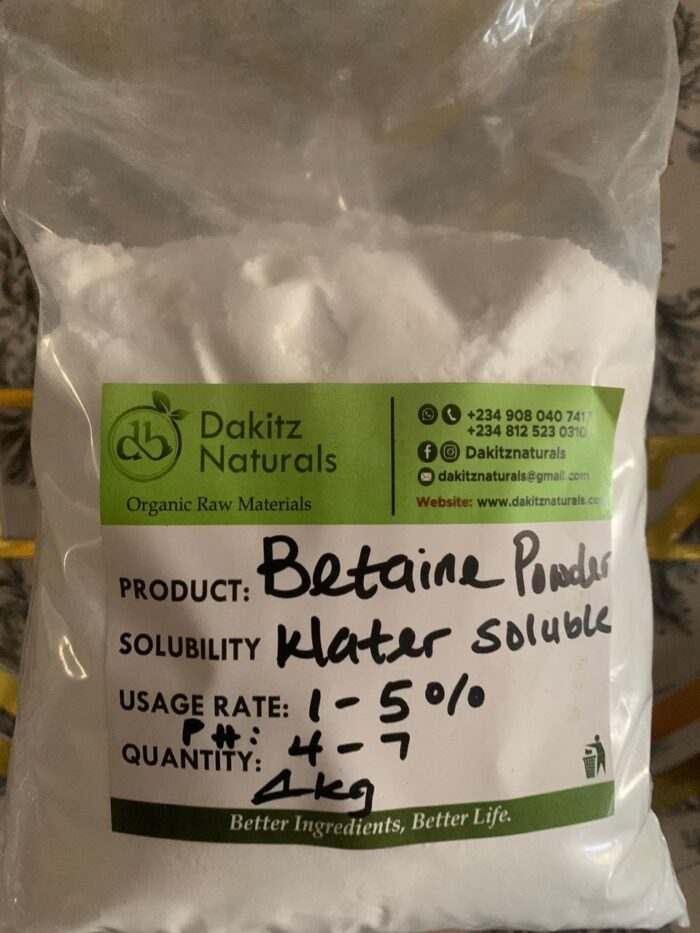 db
Dakitz
Naturals
Organic Raw Materials
+234 908 040 741
+234 812 523 0310
Dakitznaturals
dakitznaturals@gmail.com
Website: www.dakitznaturals.co
PRODUCT: Betaine Powder
SOLUBILITY Water soluble
USAGE RATE: 1 - 5%
PH: 4 - 7
QUANTITY:
1kg
Better Ingredients, Better Life.